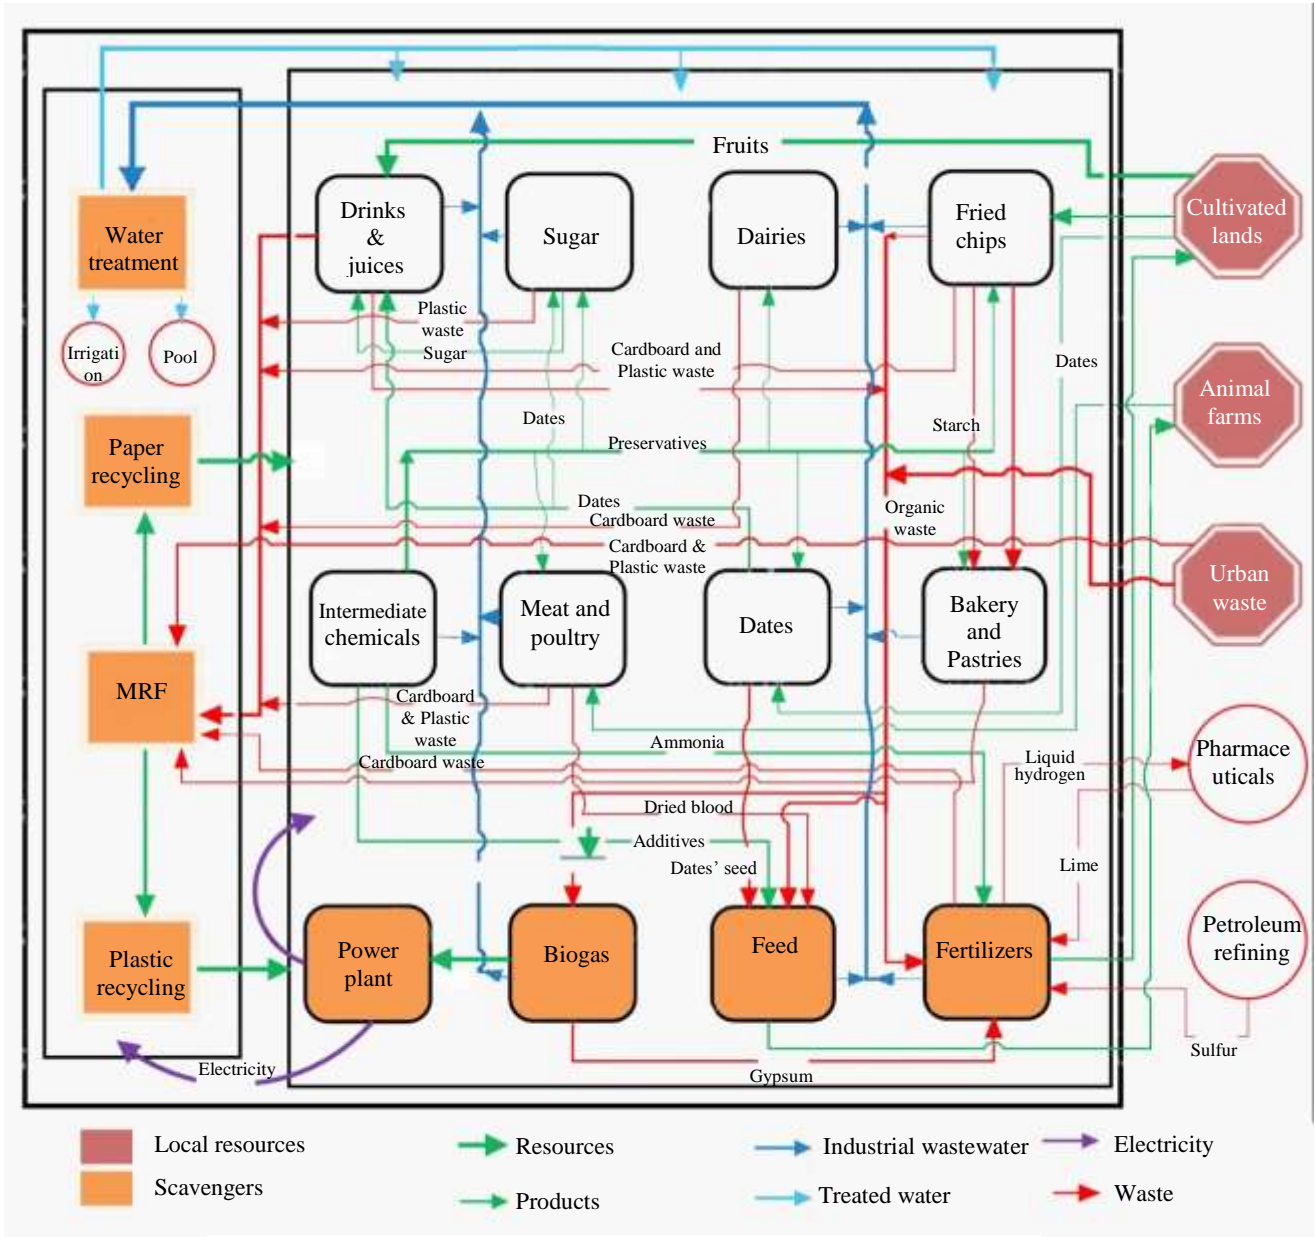 Fruits
Drinks
&
juices
Sugar
Dairies
Fried
chips
Cultivated
lands
Water
treatment
Irrigati
on
Pool
Plastic
waste
Sugar
Cardboard and
Plastic waste
Dates
Animal
farms
Dates
Starch
Preservatives
Paper
recycling
Dates
Cardboard waste
Organic
waste
Cardboard &
Plastic waste
Urban
waste
Intermediate
chemicals
Meat and
poultry
Dates
Bakery
and
Pastries
MRF
Cardboard
& Plastic
waste
Ammonia
Cardboard waste
Liquid
hydrogen
Pharmace
uticals
Dried blood
Additives
Dates’ seed
Lime
Plastic
recycling
Power
plant
Biogas
Feed
Fertilizers
Petroleum
refining
Electricity
Gypsum
Sulfur
Local resources
Resources
Industrial wastewater
Electricity
Scavengers
Products
Treated water
Waste